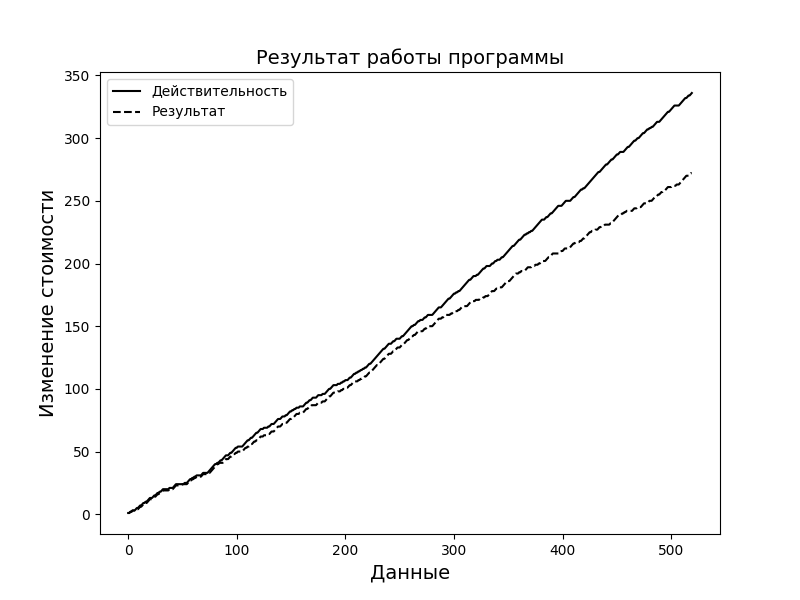 Результат работы программы
Действительность
Результат
350
300
250
200
150
100
50
0
Изменение стоимости
0 100 200 300 400 500
Данные